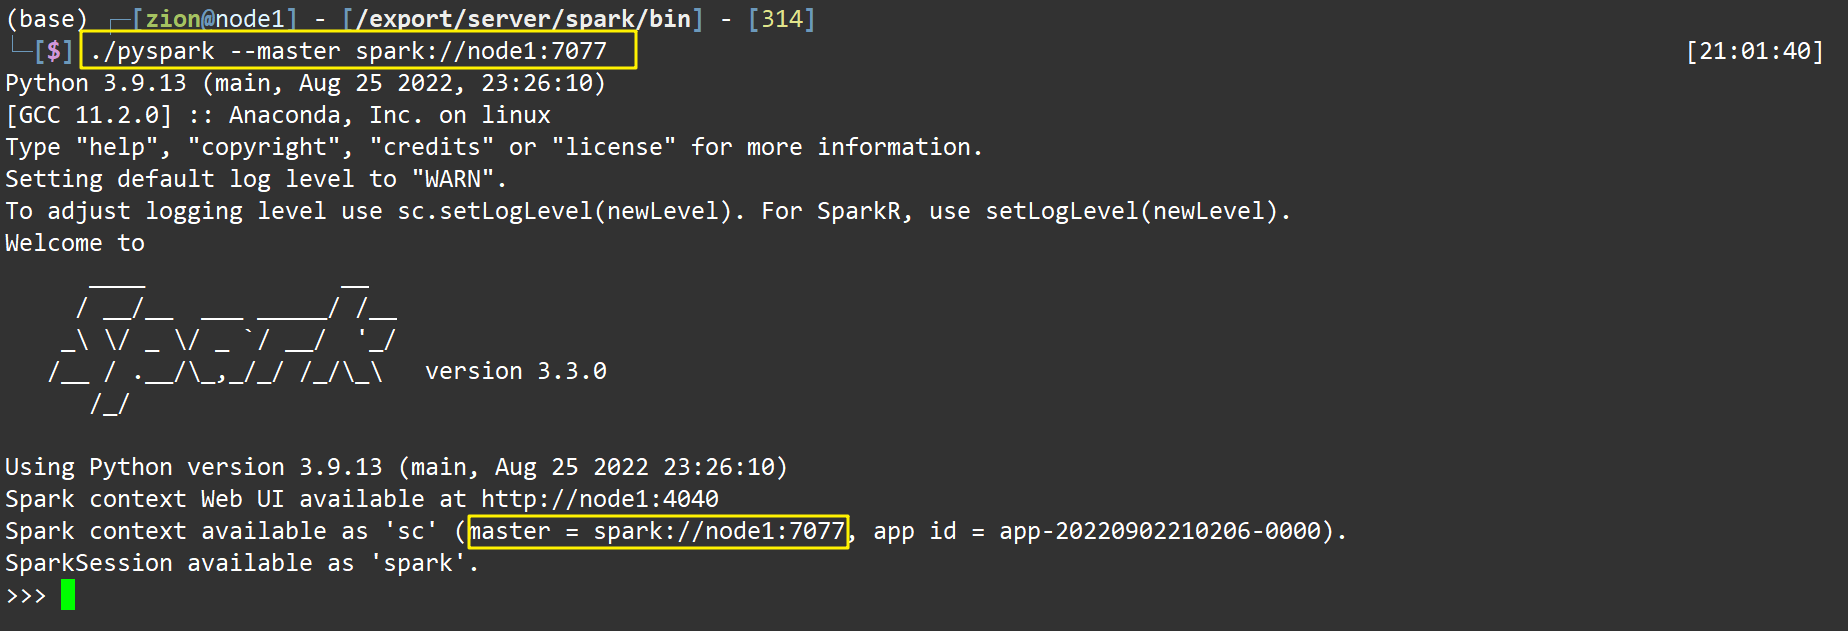 (base) ┌─[zion@node1] - [/export/server/spark/bin] - [314]
└─[$] ./pyspark --master spark://node1:7077 [21:01:40]
Python 3.9.13 (main, Aug 25 2022, 23:26:10)
[GCC 11.2.0] :: Anaconda, Inc. on linux
Type "help", "copyright", "credits" or "license" for more information.
Setting default log level to "WARN".
To adjust logging level use sc.setLogLevel(newLevel). For SparkR, use setLogLevel(newLevel).
Welcome to
      ____              __
     / __/__  ___ _____/ /__
    _\ \/ _ \/ _ `/ __/  '_/
   /__ / .__/\_,_/_/ /_/\_\   version 3.3.0
      /_/
Using Python version 3.9.13 (main, Aug 25 2022 23:26:10)
Spark context Web UI available at http://node1:4040
Spark context available as 'sc' (master = spark://node1:7077, app id = app-20220902210206-0000).
SparkSession available as 'spark'.
>>>